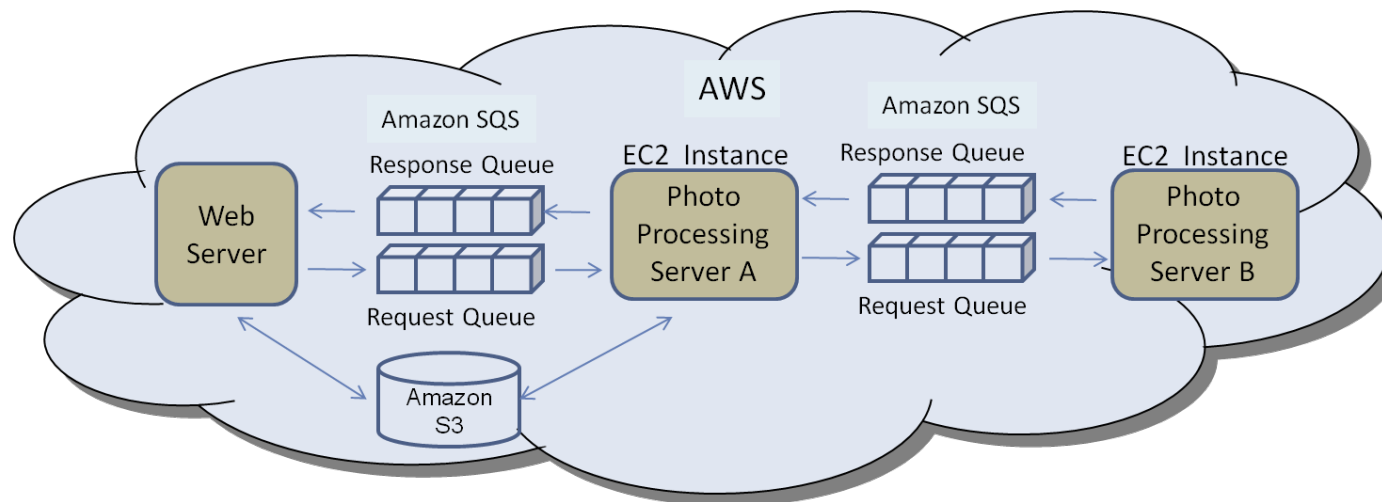 AWS
Amazon SQS
Response Queue
Web
Server
Request Queue
Amazon
S3
EC2 Instance
Photo
Processing
Server A
Amazon SQS
Response Queue
Request Queue
EC2 Instance
Photo
Processing
Server B